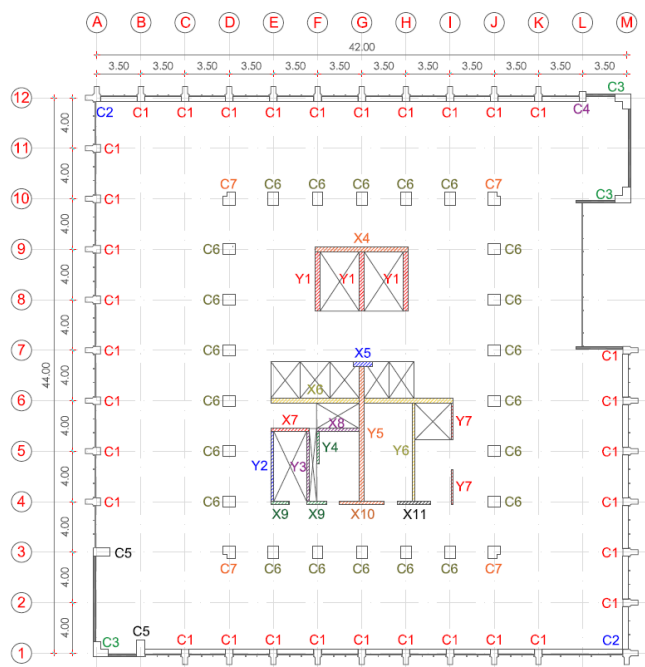 A B C D E F G H I J K L M
42.00
3.50 3.50 3.50 3.50 3.50 3.50 3.50 3.50 3.50 3.50 3.50 3.50
C3
12
C2 C1 C1 C1 C1 C1 C1 C1 C1 C1 C1 C4
4.00
11 C1
4.00
C7 C6 C6 C6 C6 C6 C7
10 C1 C3
4.00
X4
9 C1 C6 C6
4.00 Y1 Y1 Y1
8 C1 C6 C6
4.00
44.00
7 C1 C6 X5 C6 C1
4.00
X6
6 C1 C6 C6 C1
4.00
X7 X8 Y5 Y7
5 C1 C6 Y4 Y6 C6 C1
Y2 Y3
4.00
Y7
4 C1 C6 C6 C1
X9 X9 X10 X11
4.00
3 C5 C1
C7 C6 C6 C6 C6 C6 C7
4.00
2 C1
4.00
C5
C3 C1 C1 C1 C1 C1 C1 C1 C1 C1 C2
1